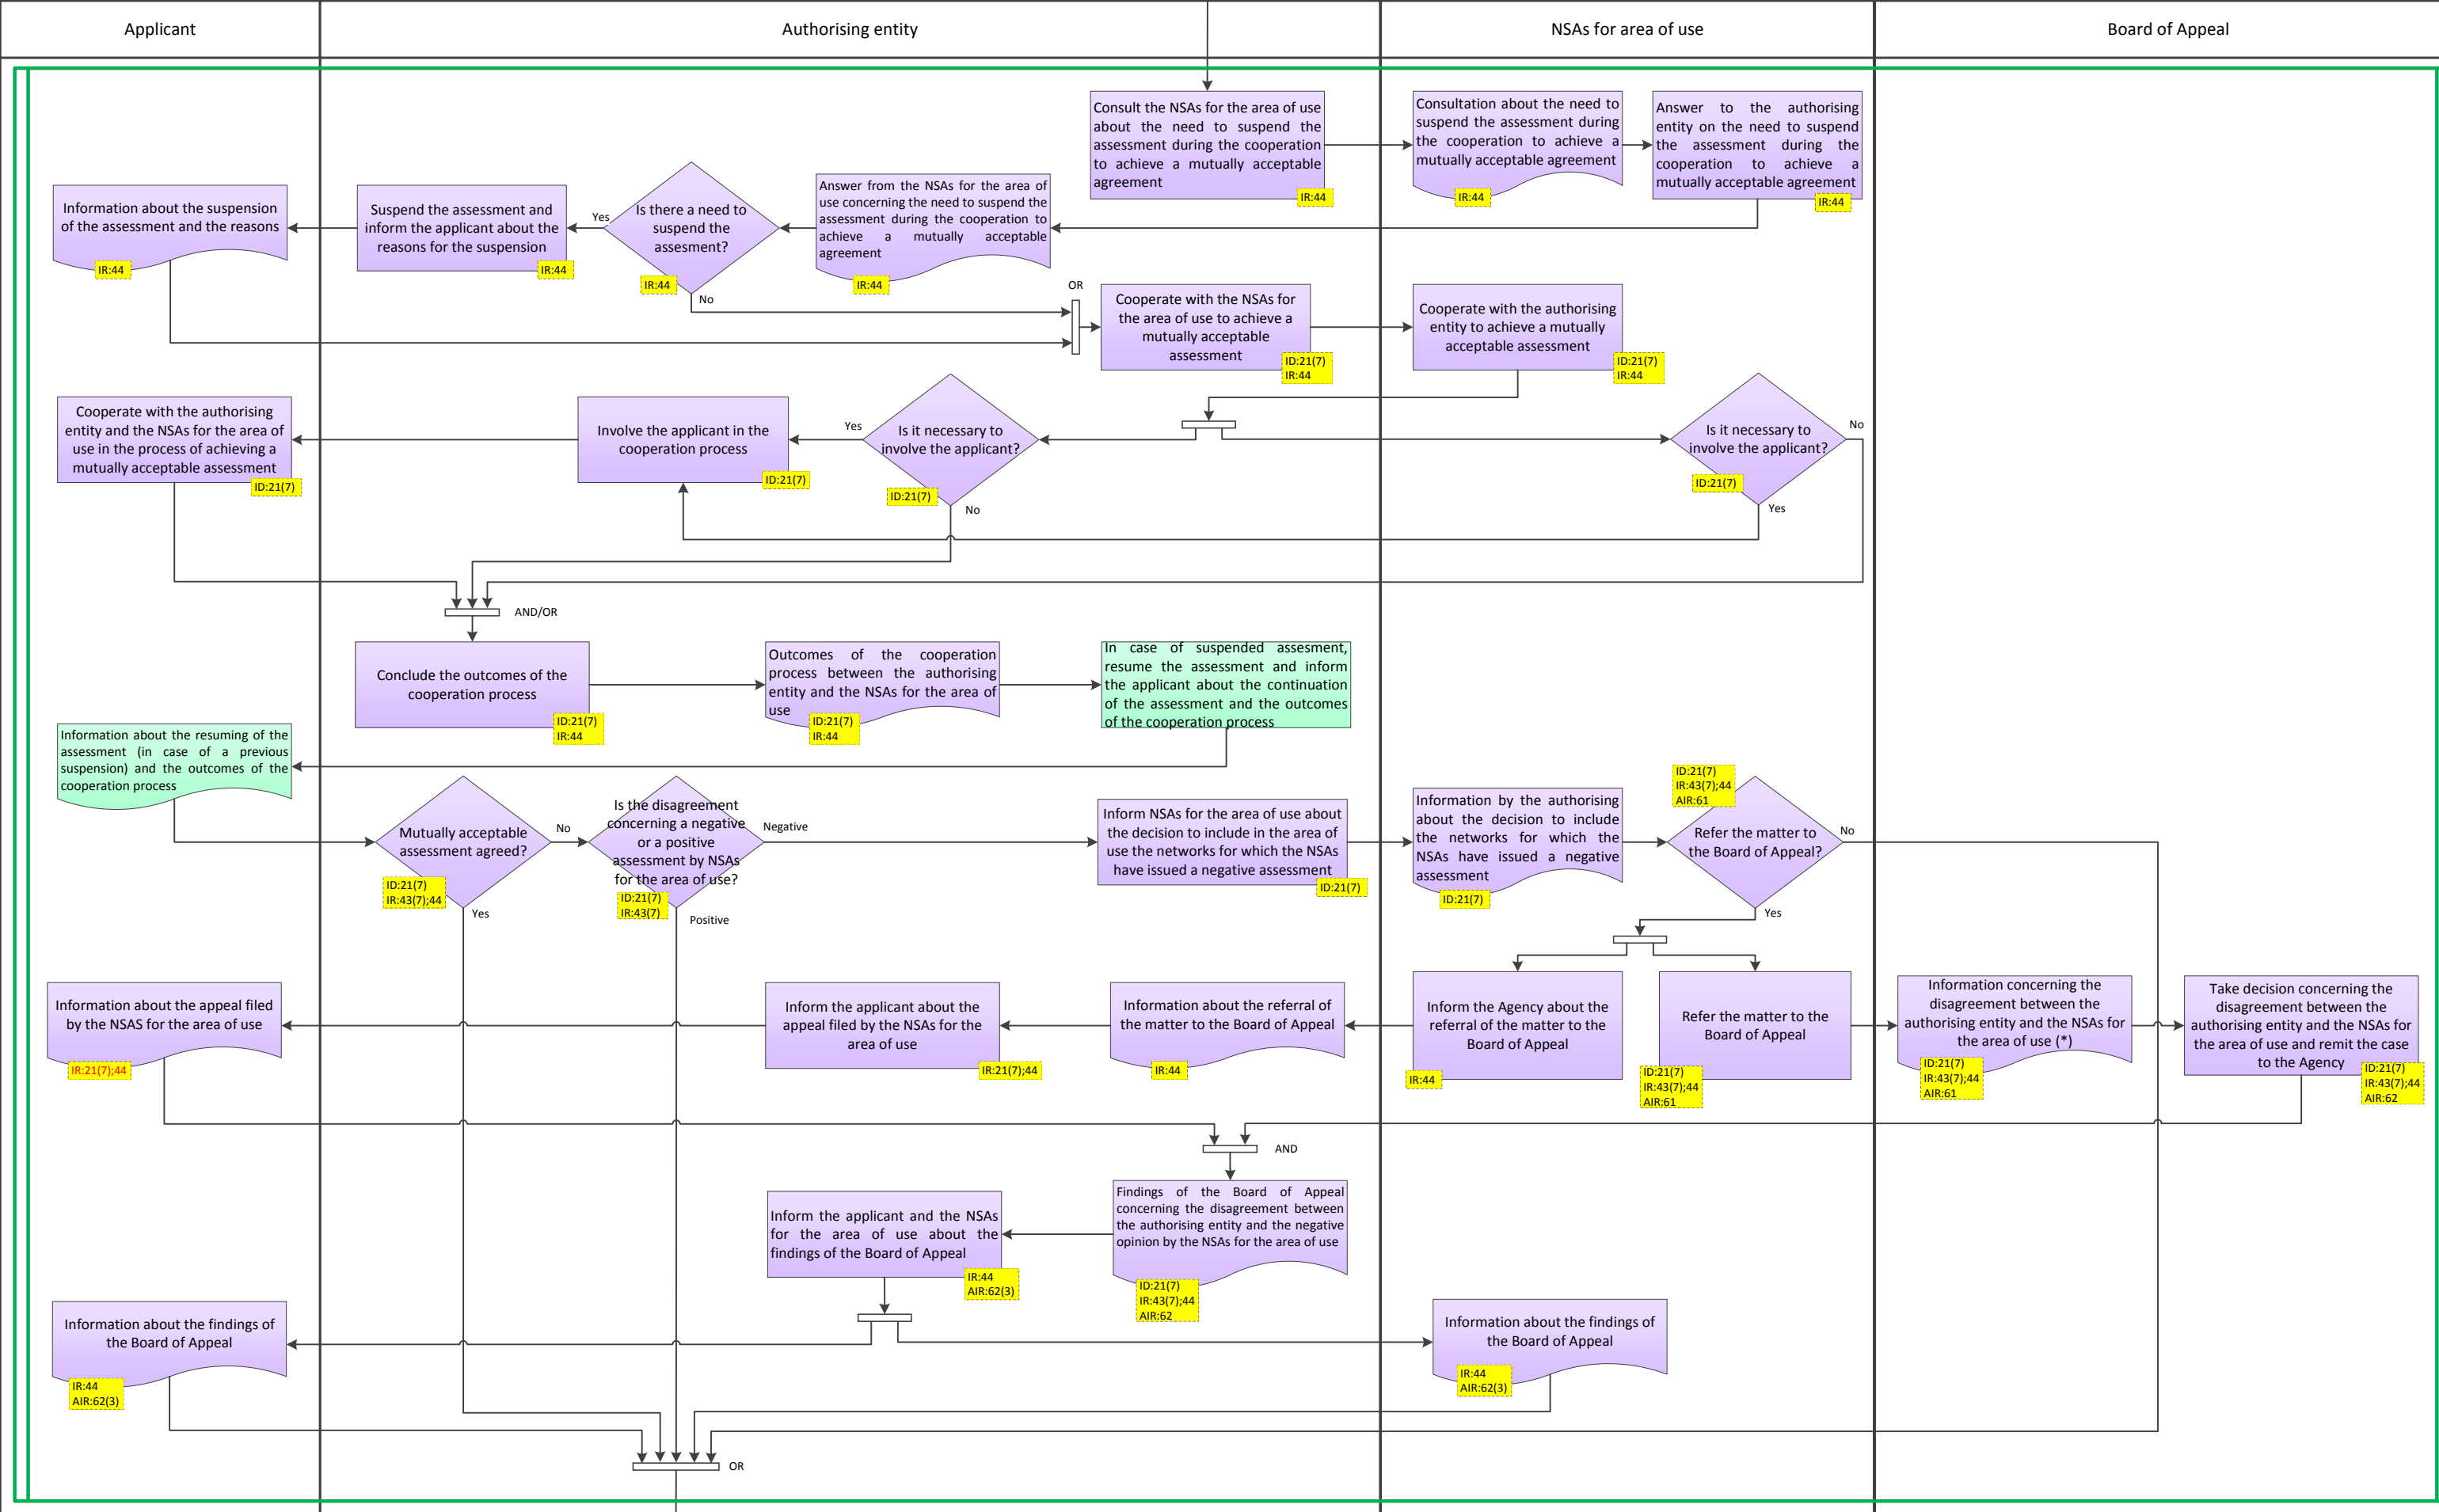 Applicant
Authorising entity
NSAs for area of use
Board of Appeal
Consult the NSAs for the area of use
about the need to suspend the
assessment during the cooperation
to achieve a mutually acceptable
agreement
IR:44
Consultation about the need to
suspend the assessment during
the cooperation to achieve a
mutually acceptable agreement
IR:44
Answer to the authorising
entity on the need to suspend
the assessment during the
cooperation to achieve a
mutually acceptable agreement
IR:44
Information about the suspension
of the assessment and the reasons
IR:44
Suspend the assessment and
inform the applicant about the
reasons for the suspension
IR:44
Yes
Is there a need to
suspend the
assesment?
IR:44
No
Answer from the NSAs for the area of
use concerning the need to suspend the
assessment during the cooperation to
achieve a mutually acceptable
agreement
IR:44
OR
Cooperate with the NSAs for
the area of use to achieve a
mutually acceptable
assessment
ID:21(7)
IR:44
Cooperate with the authorising
entity to achieve a mutually
acceptable assessment
ID:21(7)
IR:44
Cooperate with the authorising
entity and the NSAs for the area of
use in the process of achieving a
mutually acceptable assessment
ID:21(7)
Involve the applicant in the
cooperation process
ID:21(7)
Yes
Is it necessary to
involve the applicant?
ID:21(7)
No
Is it necessary to
involve the applicant?
ID:21(7)
No
Yes
AND/OR
Conclude the outcomes of the
cooperation process
ID:21(7)
IR:44
Outcomes of the cooperation
process between the authorising
entity and the NSAs for the area of
use
ID:21(7)
IR:44
In case of suspended assesment,
resume the assessment and inform
the applicant about the continuation
of the assessment and the outcomes
of the cooperation process
Information about the resuming of the
assessment (in case of a previous
suspension) and the outcomes of the
cooperation process
Mutually acceptable
assessment agreed?
ID:21(7)
IR:43(7);44
No
Yes
Is the disagreement
concerning a negative
or a positive
assessment by NSAs
for the area of use?
ID:21(7)
IR:43(7)
Negative
Positive
Inform NSAs for the area of use about
the decision to include in the area of
use the networks for which the NSAs
have issued a negative assessment
ID:21(7)
Information by the authorising
about the decision to include
the networks for which the
NSAs have issued a negative
assessment
ID:21(7)
ID:21(7)
IR:43(7);44
AIR:61
Refer the matter to
the Board of Appeal?
No
Yes
Information about the appeal filed
by the NSAS for the area of use
IR:21(7);44
Inform the applicant about the
appeal filed by the NSAs for the
area of use
IR:21(7);44
Information about the referral of
the matter to the Board of Appeal
IR:44
Inform the Agency about the
referral of the matter to the
Board of Appeal
IR:44
Refer the matter to the
Board of Appeal
ID:21(7)
IR:43(7);44
AIR:61
Information concerning the
disagreement between the
authorising entity and the NSAs for
the area of use (*)
ID:21(7)
IR:43(7);44
AIR:61
Take decision concerning the
disagreement between the
authorising entity and the NSAs for
the area of use and remit the case
to the Agency
ID:21(7)
IR:43(7);44
AIR:62
AND
Inform the applicant and the NSAs
for the area of use about the
findings of the Board of Appeal
IR:44
AIR:62(3)
Findings of the Board of Appeal
concerning the disagreement between
the authorising entity and the negative
opinion by the NSAs for the area of use
ID:21(7)
IR:43(7);44
AIR:62
Information about the findings of
the Board of Appeal
IR:44
AIR:62(3)
Information about the findings of
the Board of Appeal
IR:44
AIR:62(3)
OR